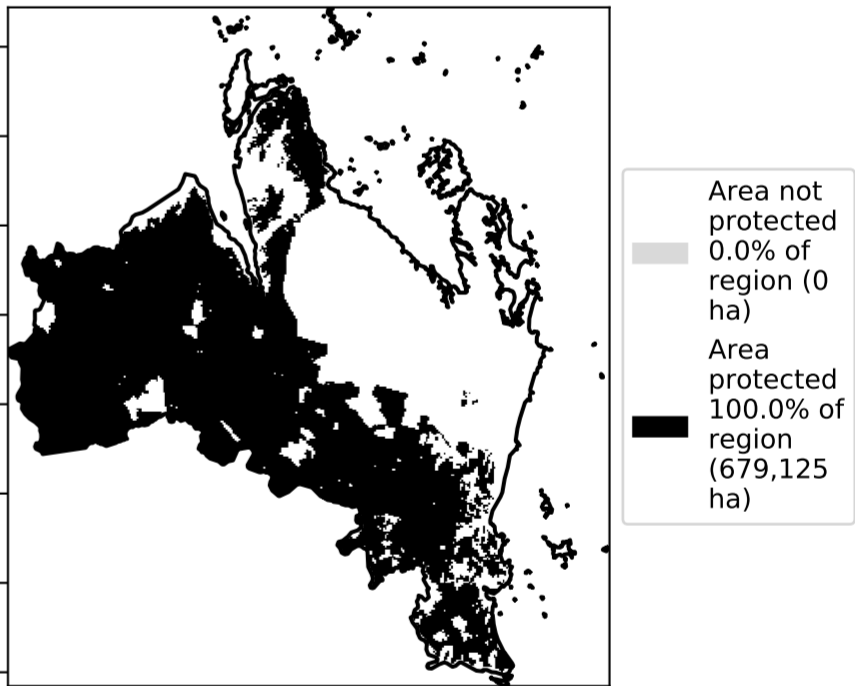 Area not
protected
0.0% of
region (0
ha)
Area
protected
100.0% of
region
(679,125
ha)